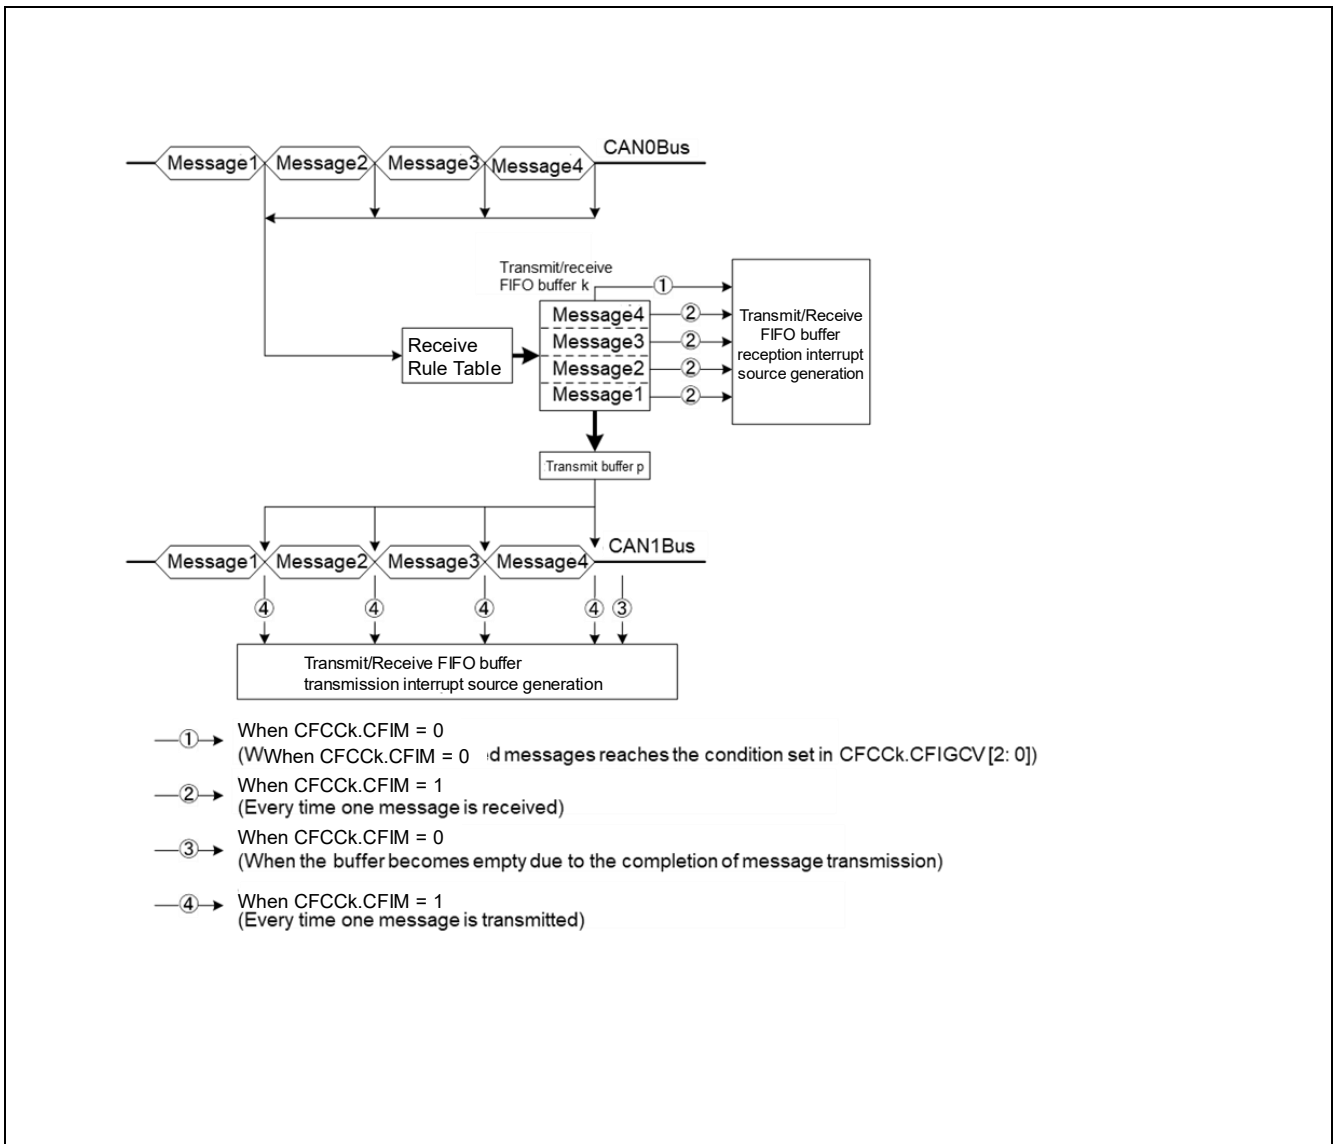 CAN0Bus
Message1 Message2 Message3 Message4
Transmit/receive
FIFO buffer k
①
Message4 ②
Message3 ②
Message2 ②
Message1 ②
Transmit/Receive
FIFO buffer
reception interrupt
source generation
Receive
Rule Table
Transmit buffer p
CAN1Bus
Message1 Message2 Message3 Message4
④ ④ ④ ④ ③
Transmit/Receive FIFO buffer
transmission interrupt source generation
① When CFCCk.CFIM = 0
(WWhen CFCCk.CFIM = 0 d messages reaches the condition set in CFCCk.CFIGCV [2: 0])
② When CFCCk.CFIM = 1
(Every time one message is received)
③ When CFCCk.CFIM = 0
(When the buffer becomes empty due to the completion of message transmission)
④ When CFCCk.CFIM = 1
(Every time one message is transmitted)